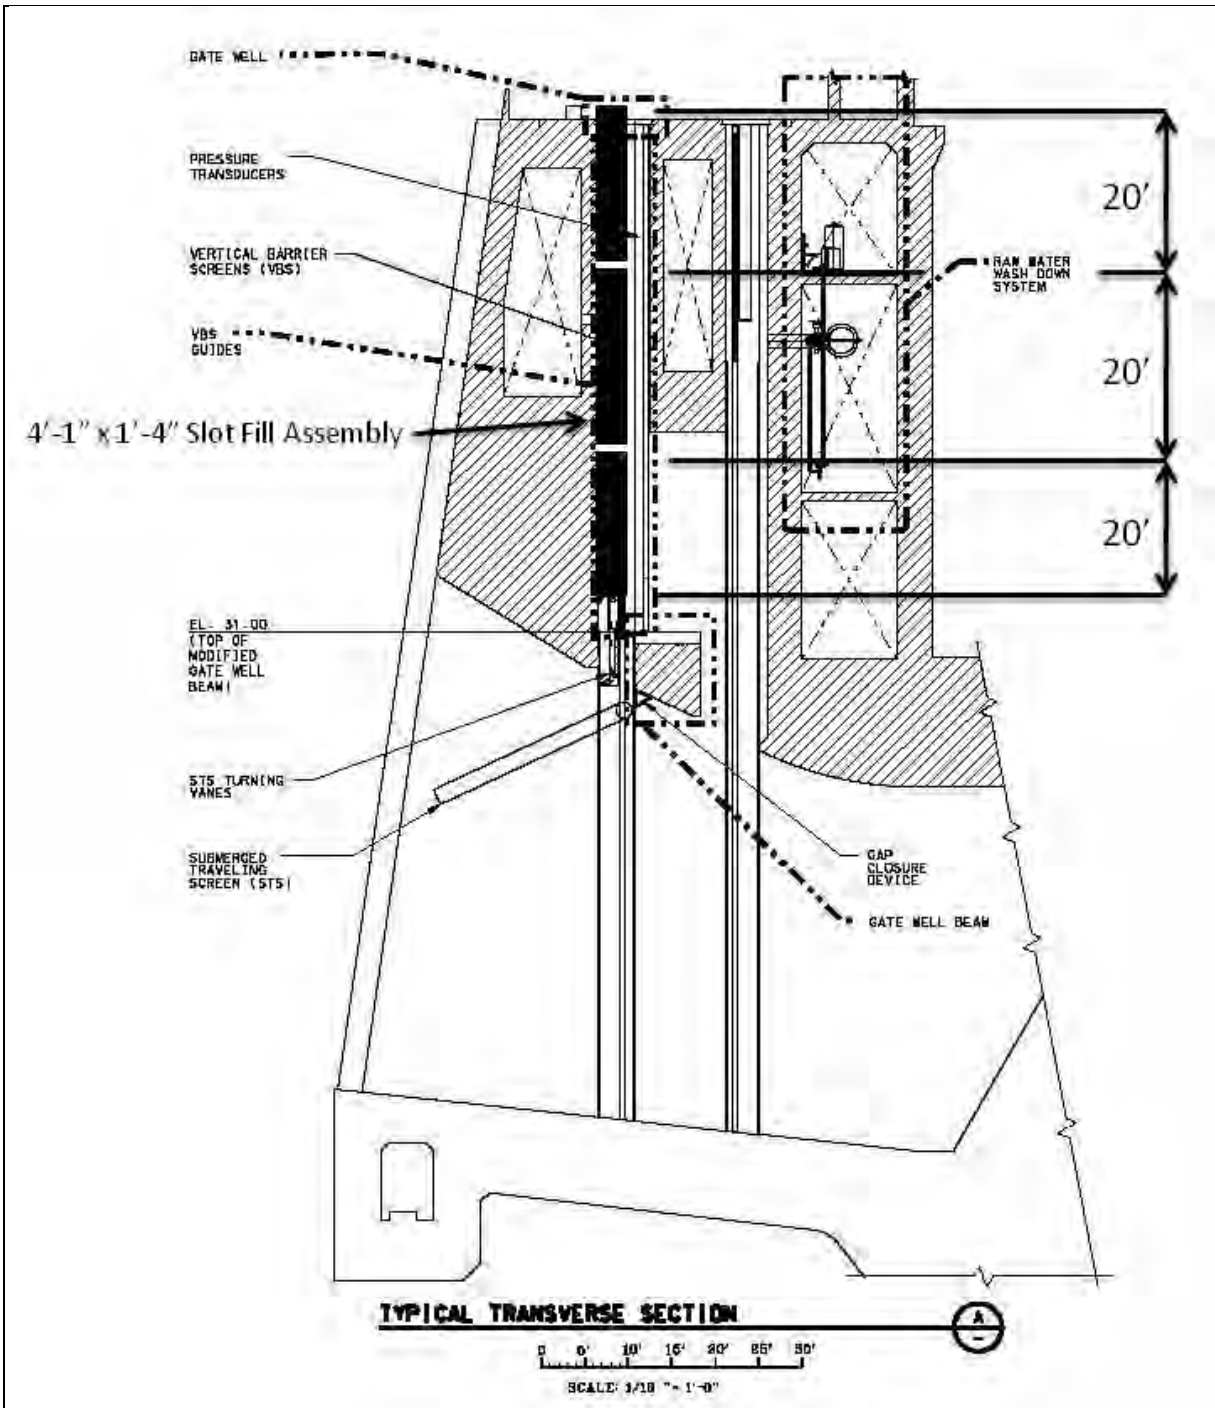 GATE WELL
PRESSURE
TRANSDUCERS
VERTICAL BARRIER
SCREENS (VBS)
VBS
GUIDES
4'-1" x 1'-4" Slot Fill Assembly
20'
20'
20'
RAW WATER
WASH DOWN
SYSTEM
EL. 31.00
(TOP OF
MODIFIED
GATE WELL
BEAM)
STS TURNING
VANES
SUBMERGED
TRAVELING
SCREEN (STS)
GAP
CLOSURE
DEVICE
GATE WELL BEAM
TYPICAL TRANSVERSE SECTION
A
0 5' 10' 15' 20' 25' 30'
SCALE: "= 1'-0"